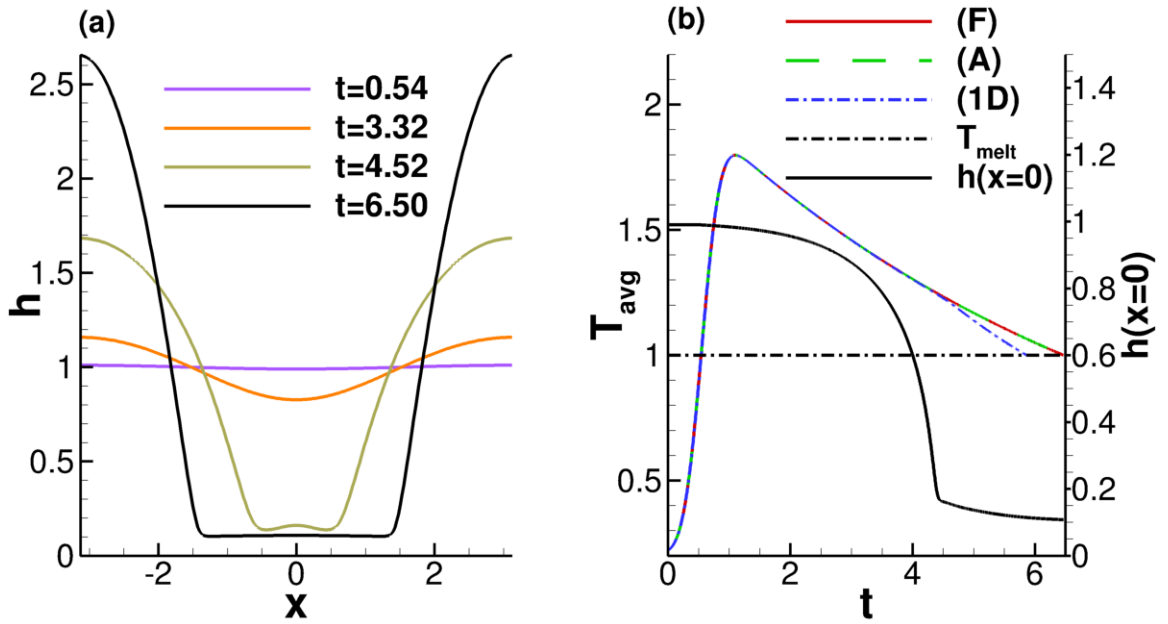 (a)
h
2.5
2
1.5
1
0.5
0
-2
0
2
x
t=0.54
t=3.32
t=4.52
t=6.50
(b)
T_avg
2
1.5
1
0.5
0
2
4
6
t
(F)
(A)
(1D)
T_melt
h(x=0)
1.4
1.2
1
0.8
0.6
0.4
0.2
0
h(x=0)